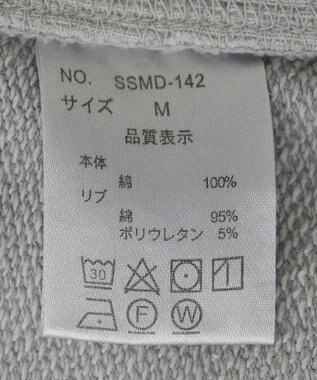 NO. SSMD-142
サイズ M
品質表示
本体
綿 100%
リブ
綿 95%
ポリウレタン 5%
30
F W